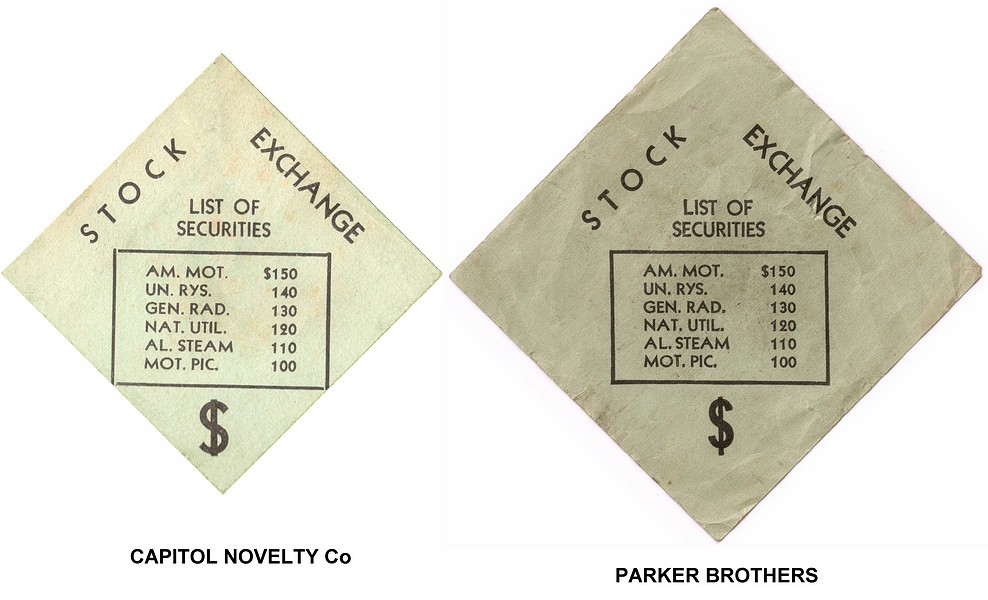 STOCK EXCHANGE
LIST OF
SECURITIES
AM. MOT. $150
UN. RYS. 140
GEN. RAD. 130
NAT. UTIL. 120
AL. STEAM 110
MOT. PIC. 100
$
CAPITOL NOVELTY Co
STOCK EXCHANGE
LIST OF
SECURITIES
AM. MOT. $150
UN. RYS. 140
GEN. RAD. 130
NAT. UTIL. 120
AL. STEAM 110
MOT. PIC. 100
$
PARKER BROTHERS